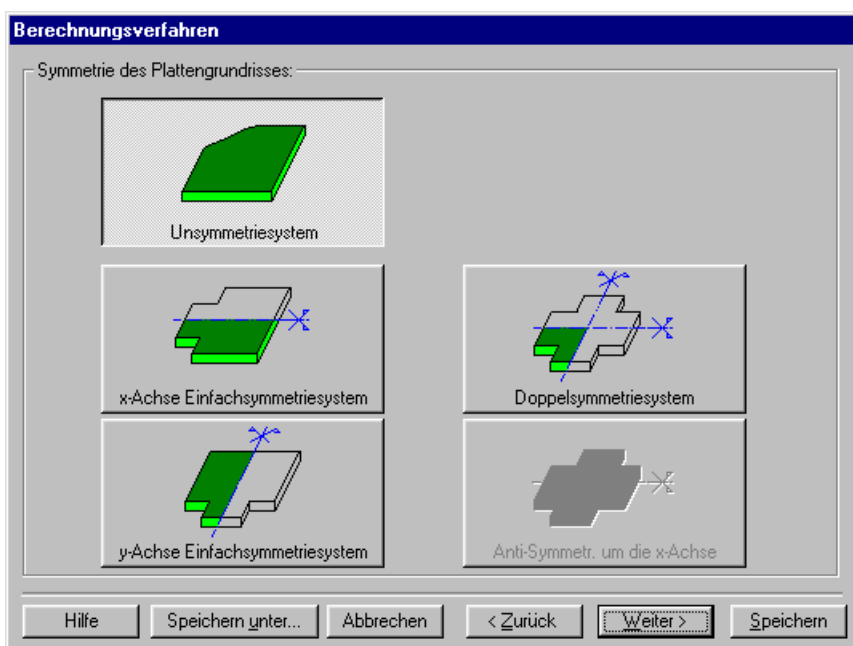 Berechnungsverfahren
Symmetrie des Plattengrundrisses:
Unsymmetriesystem
x-Achse Einfachsymmetriesystem
Doppelsymmetriesystem
y-Achse Einfachsymmetriesystem
Anti-Symmetr. um die x-Achse
Hilfe
Speichern unter...
Abbrechen
< Zurück
Weiter >
Speichern